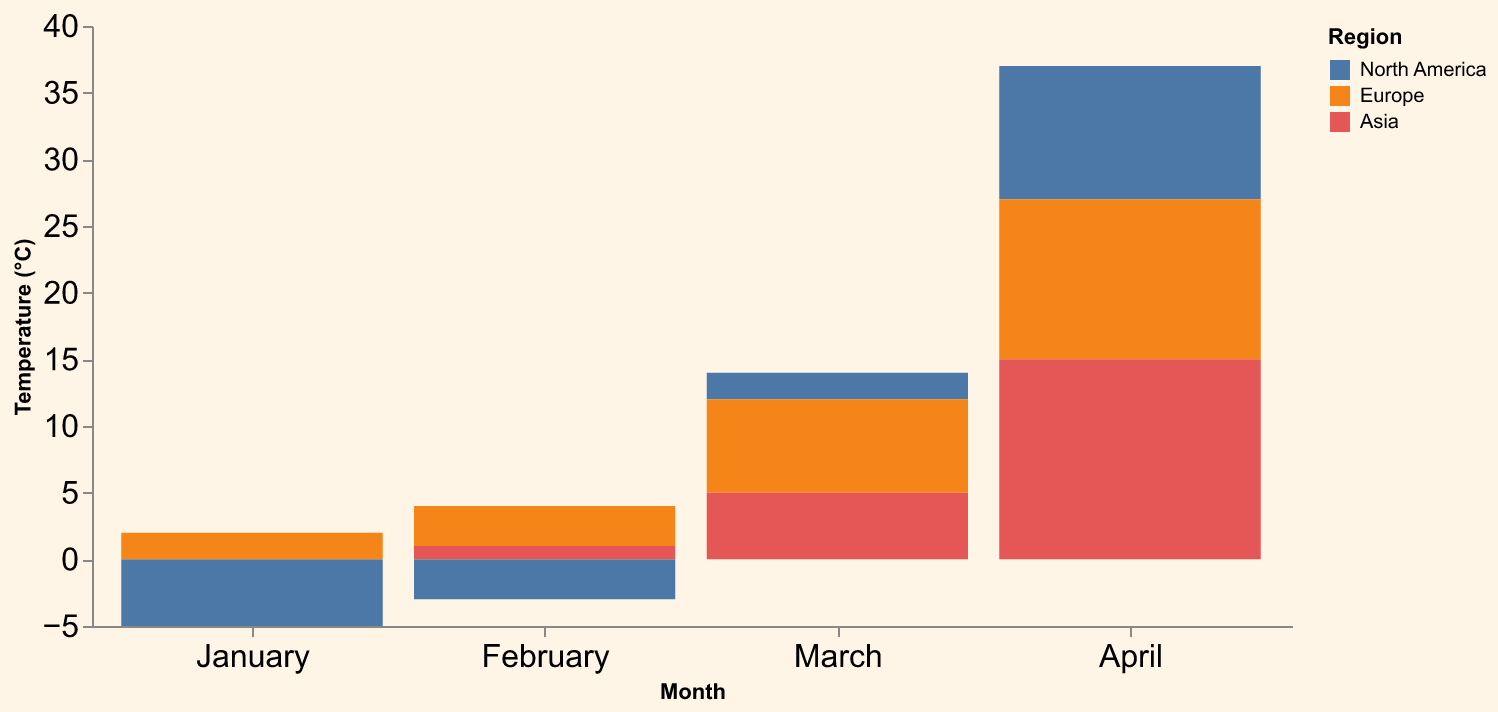 40
35
30
25
20
15
10
5
0
−5
Temperature (°C)
January February March April
Month
Region
North America
Europe
Asia